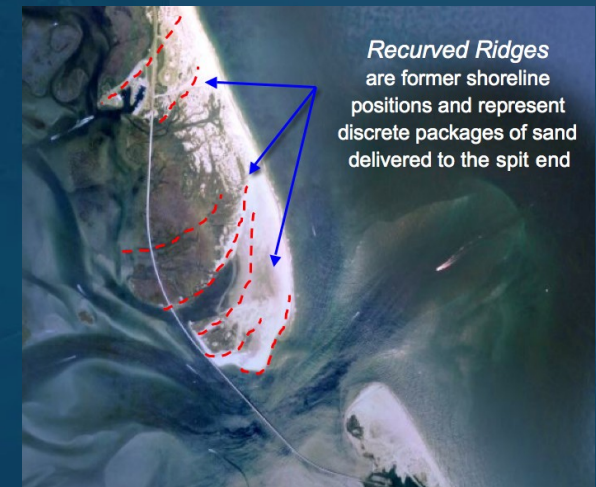 Recurved Ridges
are former shoreline
positions and represent
discrete packages of sand
delivered to the spit end